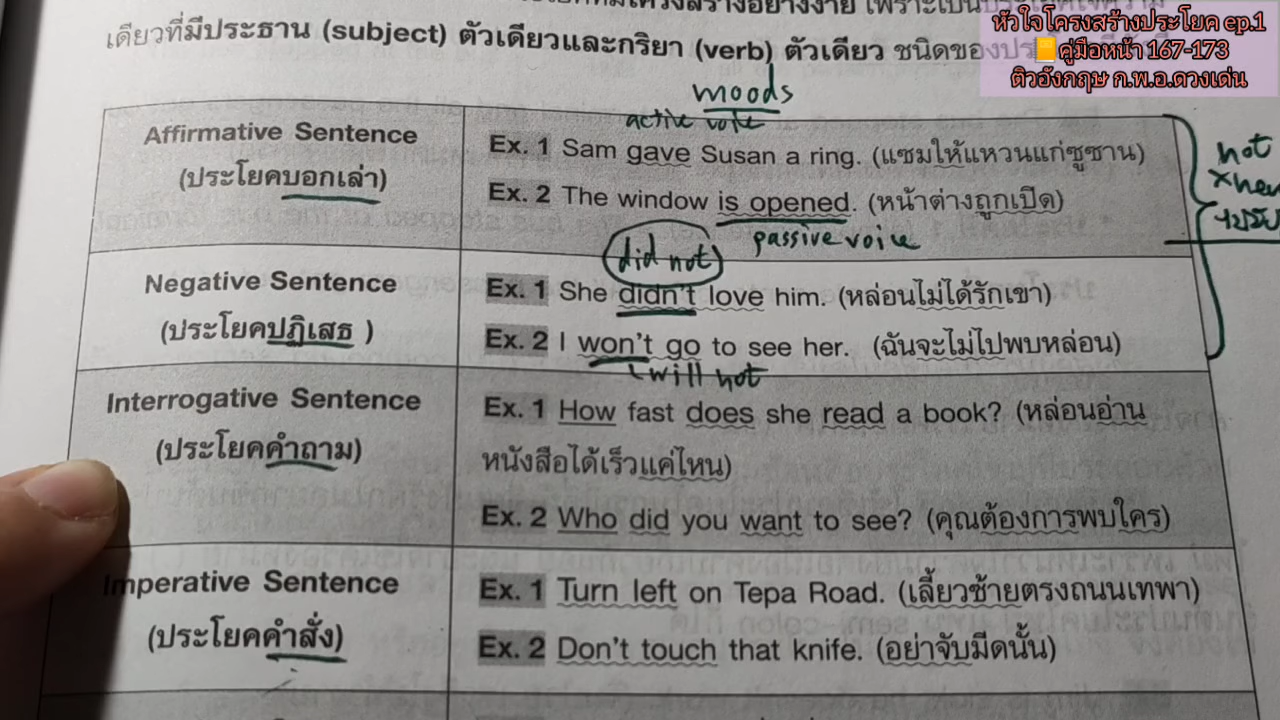 หัวใจโครงสร้างประโยค ep.1
คู่มือหน้า 167-173
ติวอังกฤษ ก.พ.อ.ดวงเด่น
เดียวที่มีประธาน (subject) ตัวเดียวและกริยา (verb) ตัวเดียว
moods
active voice
Affirmative Sentence
(ประโยคบอกเล่า)
Ex. 1 Sam gave Susan a ring. (แซมให้แหวนแก่ซูซาน)
Ex. 2 The window is opened. (หน้าต่างถูกเปิด)
passive voice
not
did not
Negative Sentence
(ประโยคปฏิเสธ )
Ex. 1 She didn't love him. (หล่อนไม่ได้รักเขา)
Ex. 2 I won't go to see her. (ฉันจะไม่ไปพบหล่อน)
will not
Interrogative Sentence
(ประโยคคำถาม)
Ex. 1 How fast does she read a book? (หล่อนอ่าน
หนังสือได้เร็วแค่ไหน)
Ex. 2 Who did you want to see? (คุณต้องการพบใคร)
Imperative Sentence
(ประโยคคำสั่ง)
Ex. 1 Turn left on Tepa Road. (เลี้ยวซ้ายตรงถนนเทพา)
Ex. 2 Don't touch that knife. (อย่าจับมีดนั้น)